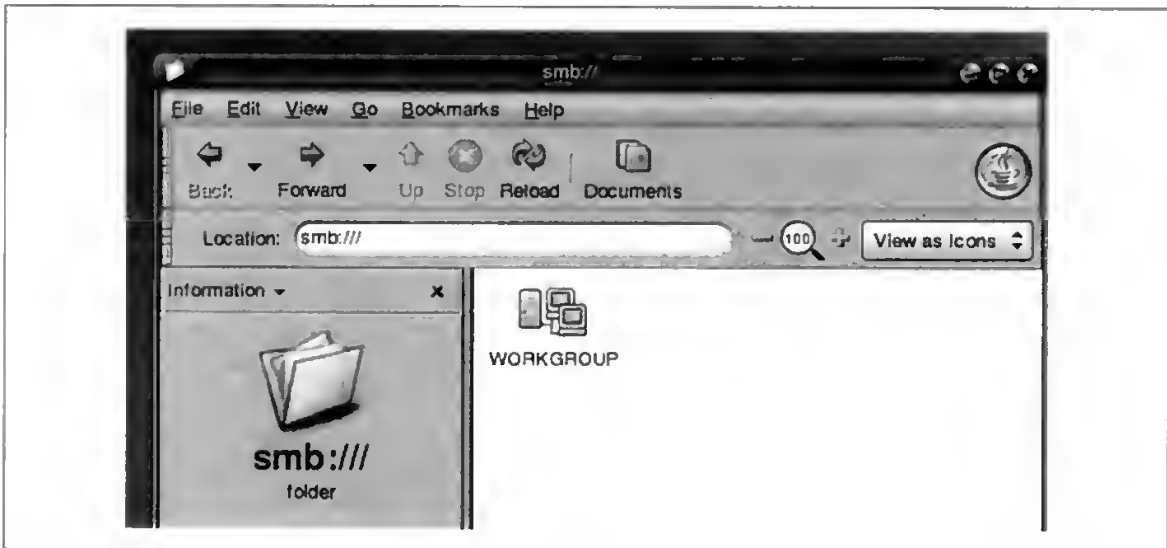 smb://
File Edit View Go Bookmarks Help
Back Forward Up Stop Reload Documents
Location: smb:/// 100 View as Icons
Information x
smb:///
folder
WORKGROUP